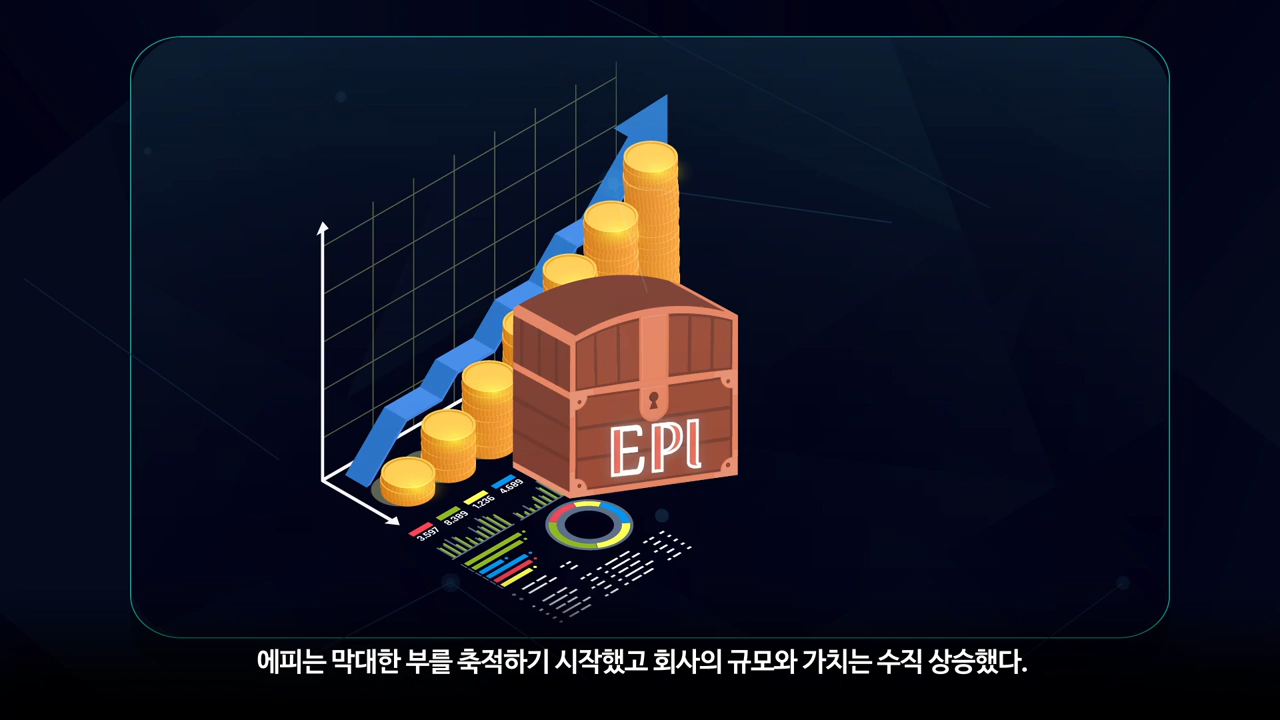 EPI
3.597 8.389 1.236 4.689
에피는 막대한 부를 축적하기 시작했고 회사의 규모와 가치는 수직 상승했다.